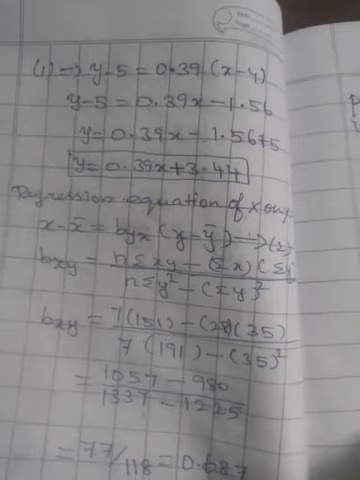 (1) => y-5 = 0.39 (x-4)
y-5 = 0.39x-1.56
y = 0.39x - 1.56+5
y = 0.39x+3.44
Regression equation of x on y
x-x̄ = byx (y-ȳ) => (2)
bxy = nΣxy - (Σx)(Σy
nΣy² - (Σy)²
bxy = 7(151) - (28)(35)
7(191) - (35)²
= 1057 - 980
1337 - 1225
= 77/118 = 0.687